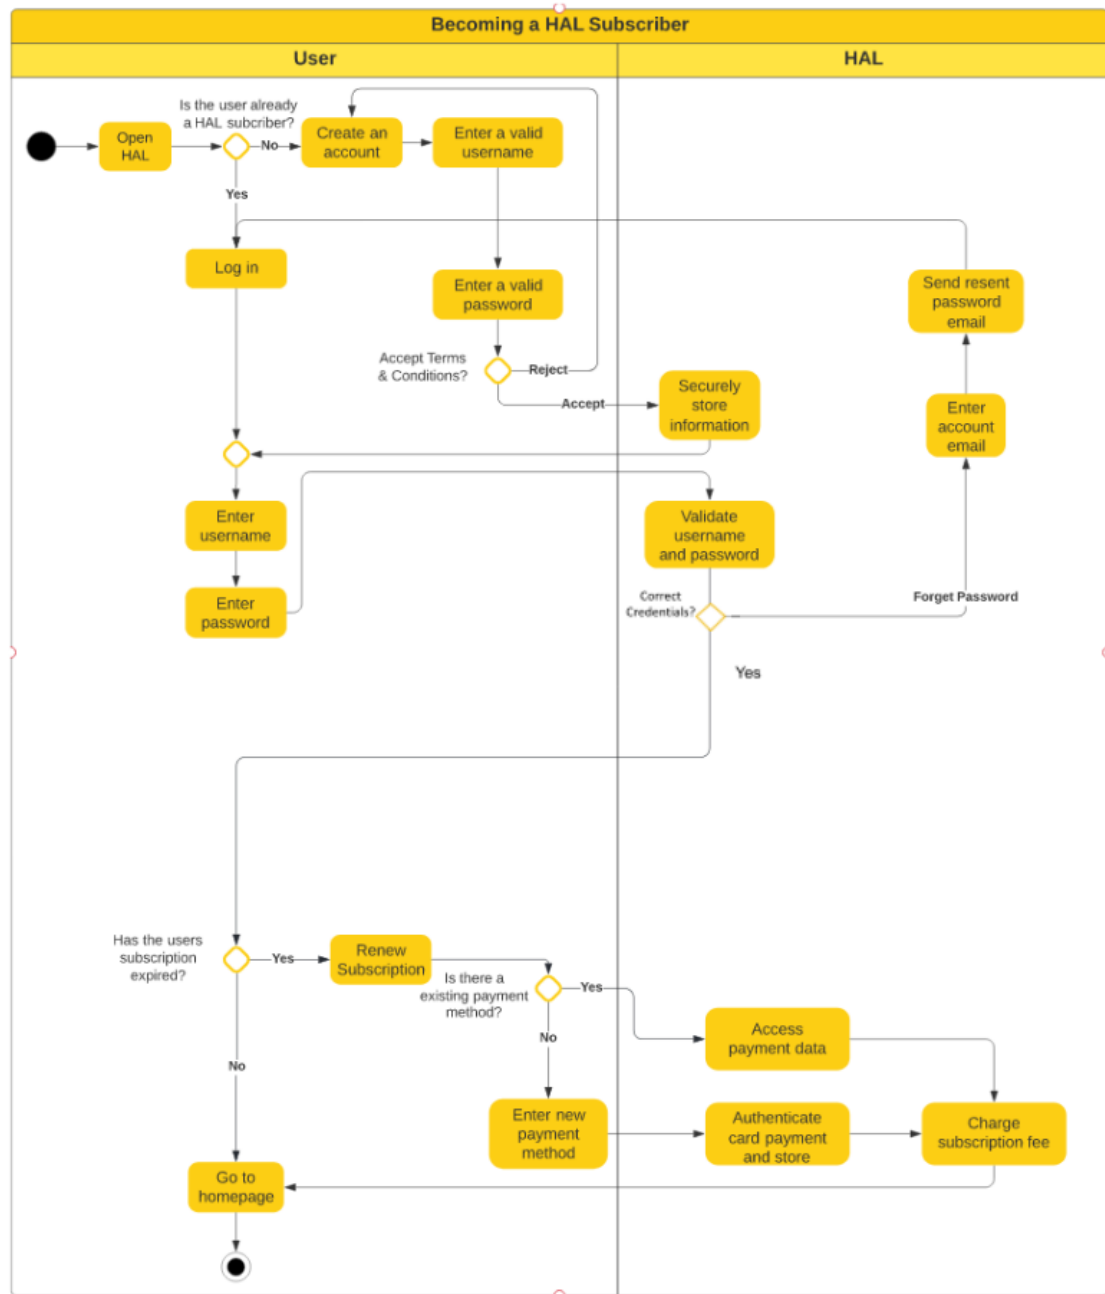 Becoming a HAL Subscriber
User
HAL
Is the user already
a HAL subcriber?
Open
HAL
No
Create an
account
Enter a valid
username
Yes
Log in
Enter a valid
password
Send resent
password
email
Accept Terms
& Conditions?
Reject
Accept
Securely
store
information
Enter
account
email
Enter
username
Validate
username
and password
Enter
password
Correct
Credentials?
Forget Password
Yes
Has the users
subscription
expired?
Yes
Renew
Subscription
Is there a
existing payment
method?
Yes
No
No
Access
payment data
Enter new
payment
method
Authenticate
card payment
and store
Charge
subscription fee
Go to
homepage